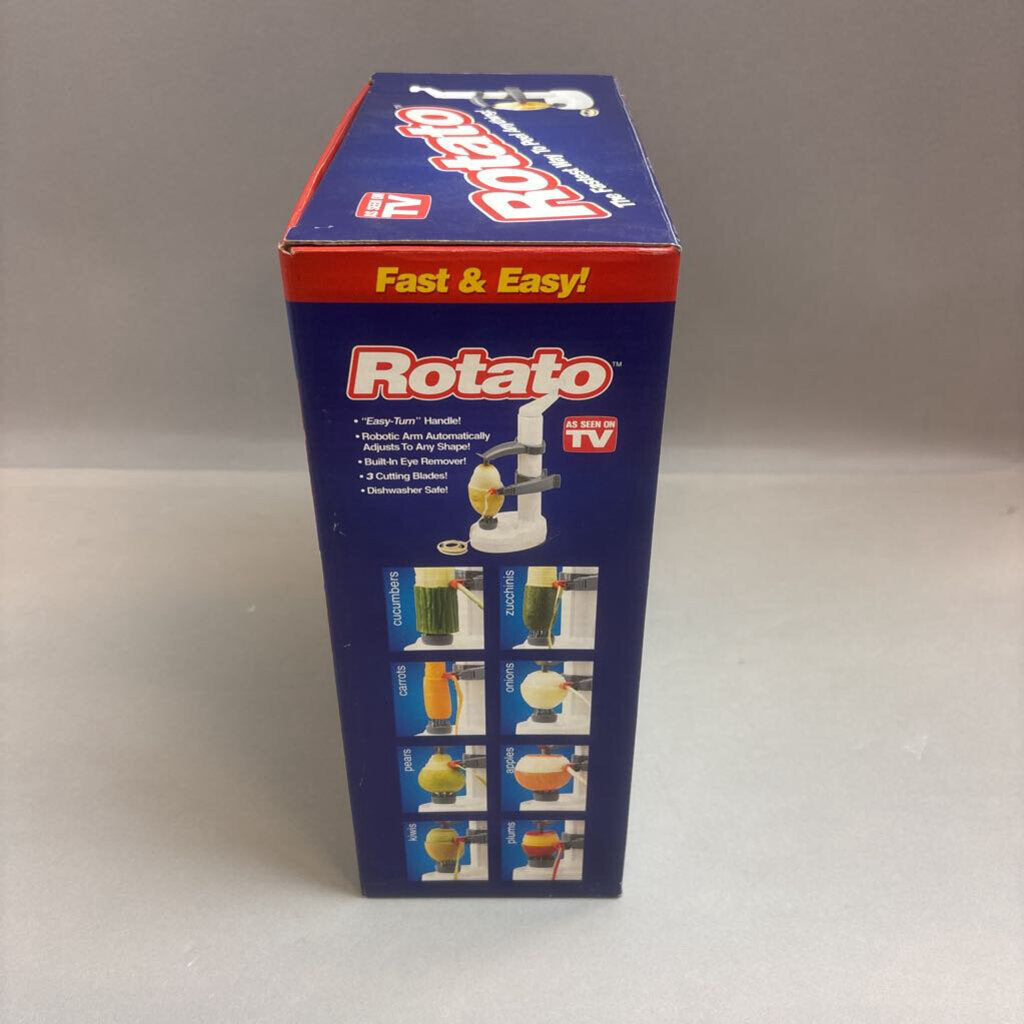 The Fastest Way To Peel Anything!
Rotato™
AS SEEN ON
TV
Fast & Easy!
Rotato™
• "Easy-Turn" Handle!
• Robotic Arm Automatically
Adjusts To Any Shape!
• Built-In Eye Remover!
• 3 Cutting Blades!
• Dishwasher Safe!
AS SEEN ON
TV
cucumbers
zucchinis
carrots
onions
pears
apples
kiwis
plums